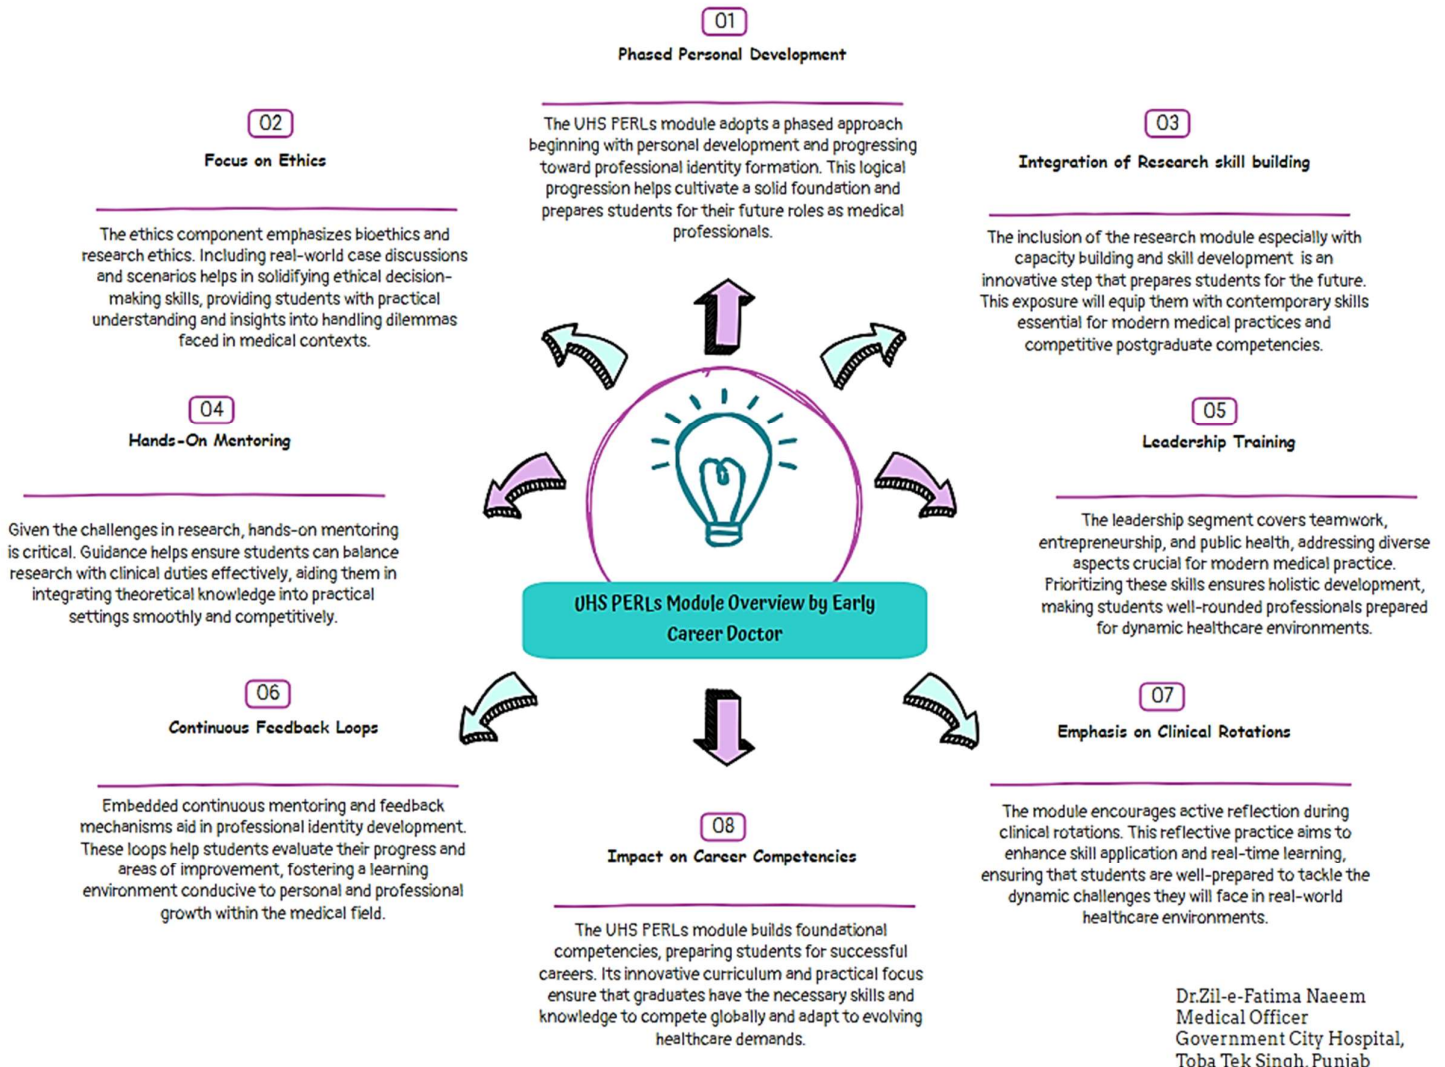 01
Phased Personal Development
The UHS PERLs module adopts a phased approach
beginning with personal development and progressing
toward professional identity formation. This logical
progression helps cultivate a solid foundation and
prepares students for their future roles as medical
professionals.
02
Focus on Ethics
The ethics component emphasizes bioethics and
research ethics. Including real-world case discussions
and scenarios helps in solidifying ethical decision-
making skills, providing students with practical
understanding and insights into handling dilemmas
faced in medical contexts.
03
Integration of Research skill building
The inclusion of the research module especially with
capacity building and skill development is an
innovative step that prepares students for the future.
This exposure will equip them with contemporary skills
essential for modern medical practices and
competitive postgraduate competencies.
04
Hands-On Mentoring
Given the challenges in research, hands-on mentoring
is critical. Guidance helps ensure students can balance
research with clinical duties effectively, aiding them in
integrating theoretical knowledge into practical
settings smoothly and competitively.
05
Leadership Training
The leadership segment covers teamwork,
entrepreneurship, and public health, addressing diverse
aspects crucial for modern medical practice.
Prioritizing these skills ensures holistic development,
making students well-rounded professionals prepared
for dynamic healthcare environments.
UHS PERLs Module Overview by Early
Career Doctor
06
Continuous Feedback Loops
Embedded continuous mentoring and feedback
mechanisms aid in professional identity development.
These loops help students evaluate their progress and
areas of improvement, fostering a learning
environment conducive to personal and professional
growth within the medical field.
07
Emphasis on Clinical Rotations
The module encourages active reflection during
clinical rotations. This reflective practice aims to
enhance skill application and real-time learning,
ensuring that students are well-prepared to tackle the
dynamic challenges they will face in real-world
healthcare environments.
08
Impact on Career Competencies
The UHS PERLs module builds foundational
competencies, preparing students for successful
careers. Its innovative curriculum and practical focus
ensure that graduates have the necessary skills and
knowledge to compete globally and adapt to evolving
healthcare demands.
Dr.Zil-e-Fatima Naeem
Medical Officer
Government City Hospital,
Toba Tek Singh, Punjab